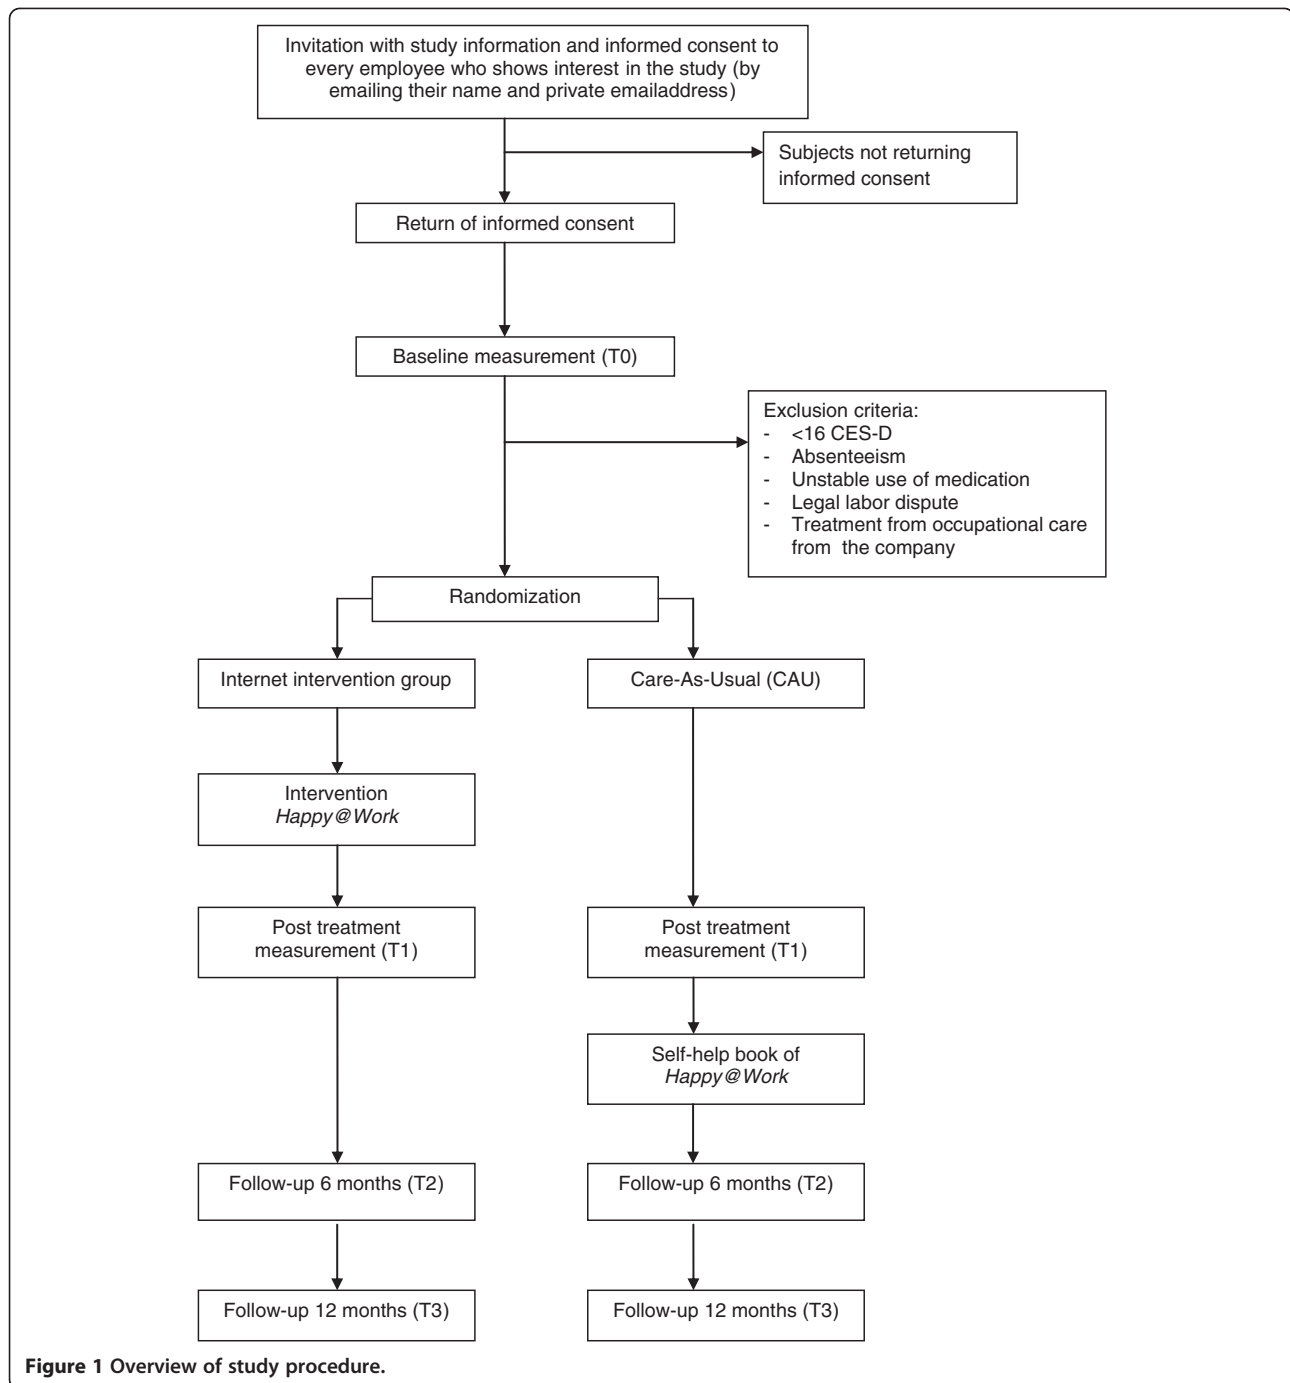 Invitation with study information and informed consent to
every employee who shows interest in the study (by
emailing their name and private emailaddress)
Subjects not returning
informed consent
Return of informed consent
Baseline measurement (T0)
Exclusion criteria:
- <16 CES-D
- Absenteeism
- Unstable use of medication
- Legal labor dispute
- Treatment from occupational care
from the company
Randomization
Internet intervention group
Care-As-Usual (CAU)
Intervention
Happy@Work
Post treatment
measurement (T1)
Post treatment
measurement (T1)
Self-help book of
Happy@Work
Follow-up 6 months (T2)
Follow-up 6 months (T2)
Follow-up 12 months (T3)
Follow-up 12 months (T3)
Figure 1 Overview of study procedure.